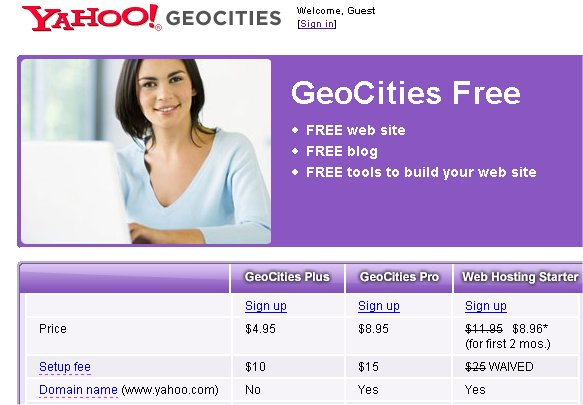 YAHOO! GEOCITIES
Welcome, Guest
[Sign in]
GeoCities Free
FREE web site
FREE blog
FREE tools to build your web site
GeoCities Plus GeoCities Pro Web Hosting Starter
Sign up Sign up Sign up
Price $4.95 $8.95 $11.95 $8.96*
(for first 2 mos.)
Setup fee $10 $15 $25 WAIVED
Domain name (www.yahoo.com) No Yes Yes